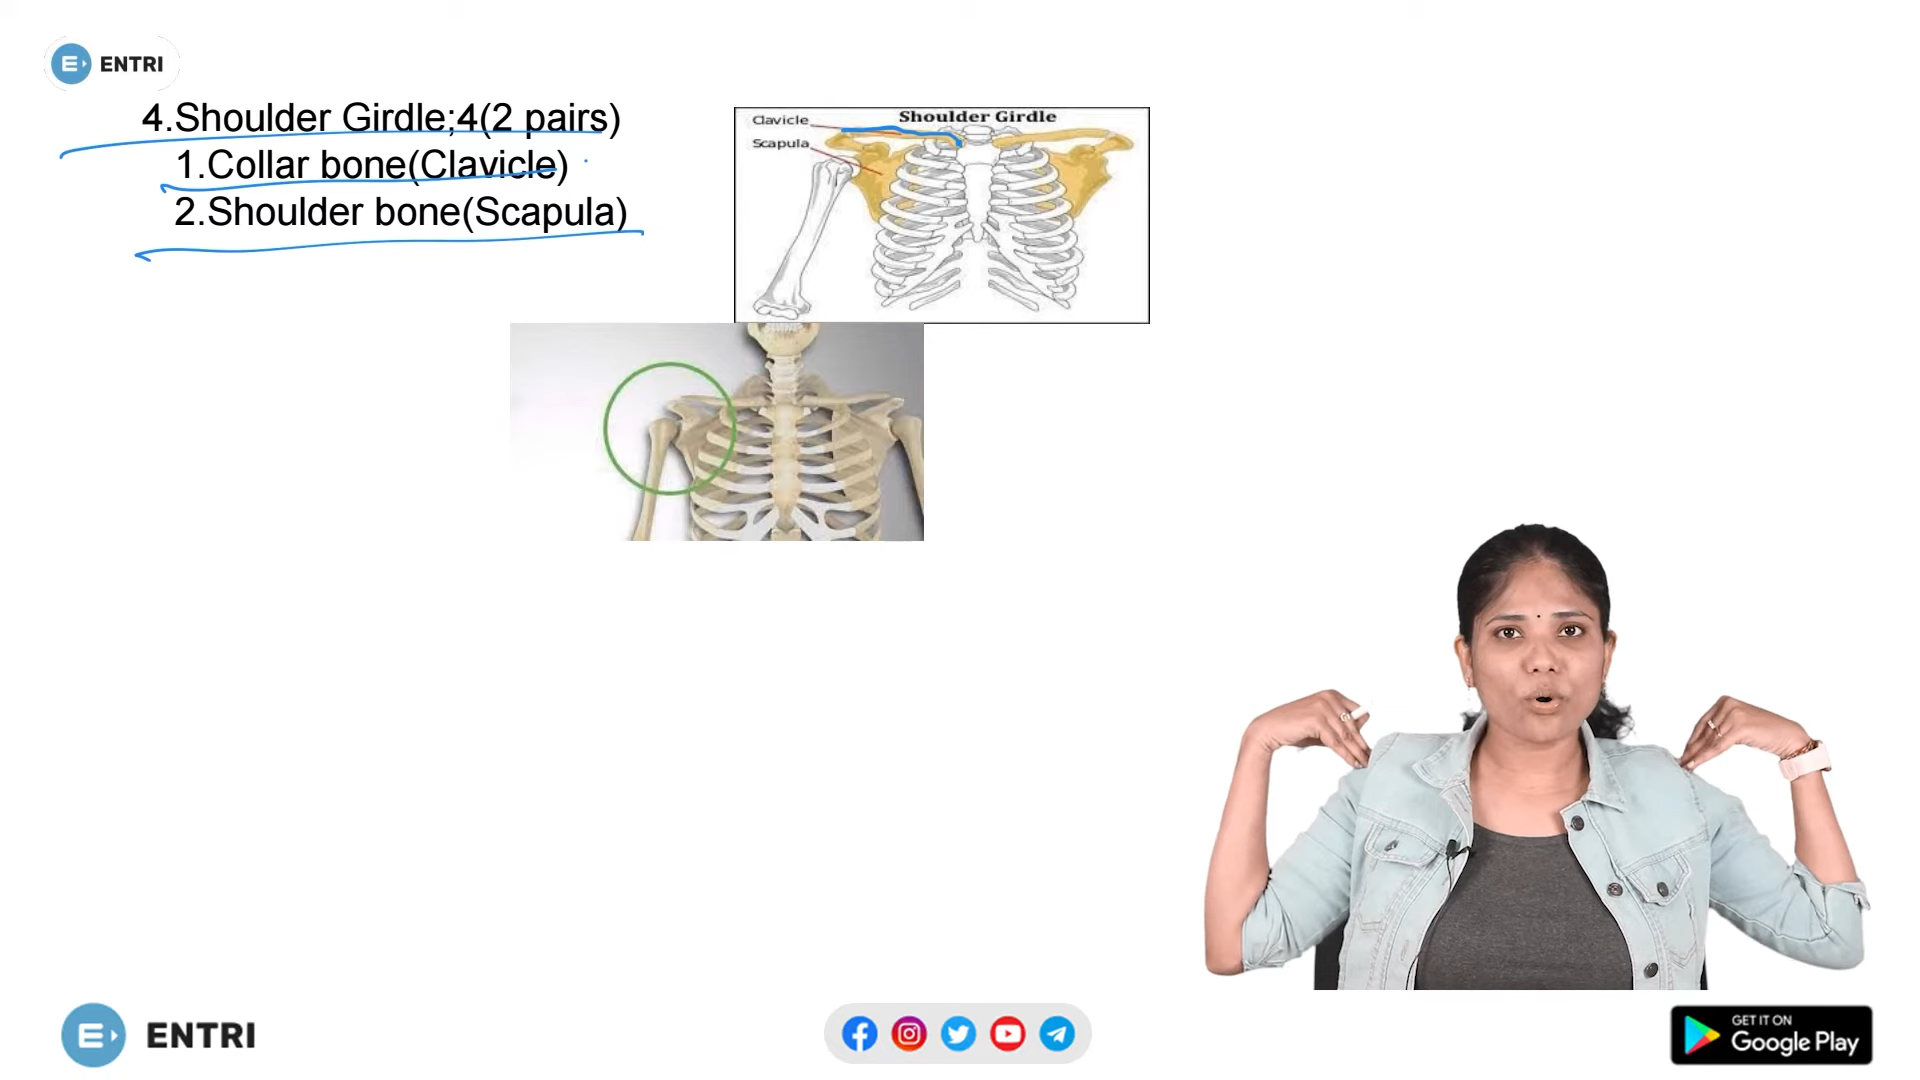 ENTRI
4.Shoulder Girdle;4(2 pairs)
1.Collar bone(Clavicle)
2.Shoulder bone(Scapula)
Shoulder Girdle
Clavicle
Scapula
ENTRI
GET IT ON
Google Play